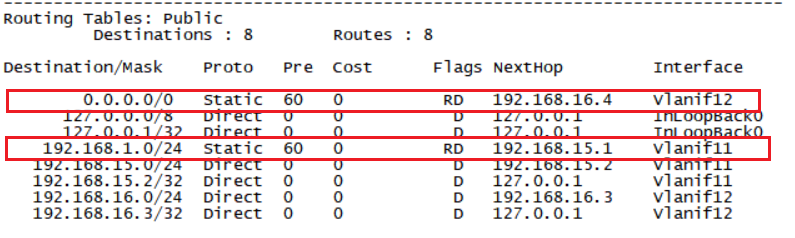 Routing Tables: Public
Destinations : 8 Routes : 8
Destination/Mask Proto Pre Cost Flags NextHop Interface
0.0.0.0/0 Static 60 0 RD 192.168.16.4 Vlanif12
127.0.0.0/8 Direct 0 0 D 127.0.0.1 InLoopBack0
127.0.0.1/32 Direct 0 0 D 127.0.0.1 InLoopBack0
192.168.1.0/24 Static 60 0 RD 192.168.15.1 Vlanif11
192.168.15.0/24 Direct 0 0 D 192.168.15.2 Vlanif11
192.168.15.2/32 Direct 0 0 D 127.0.0.1 Vlanif11
192.168.16.0/24 Direct 0 0 D 192.168.16.3 Vlanif12
192.168.16.3/32 Direct 0 0 D 127.0.0.1 Vlanif12